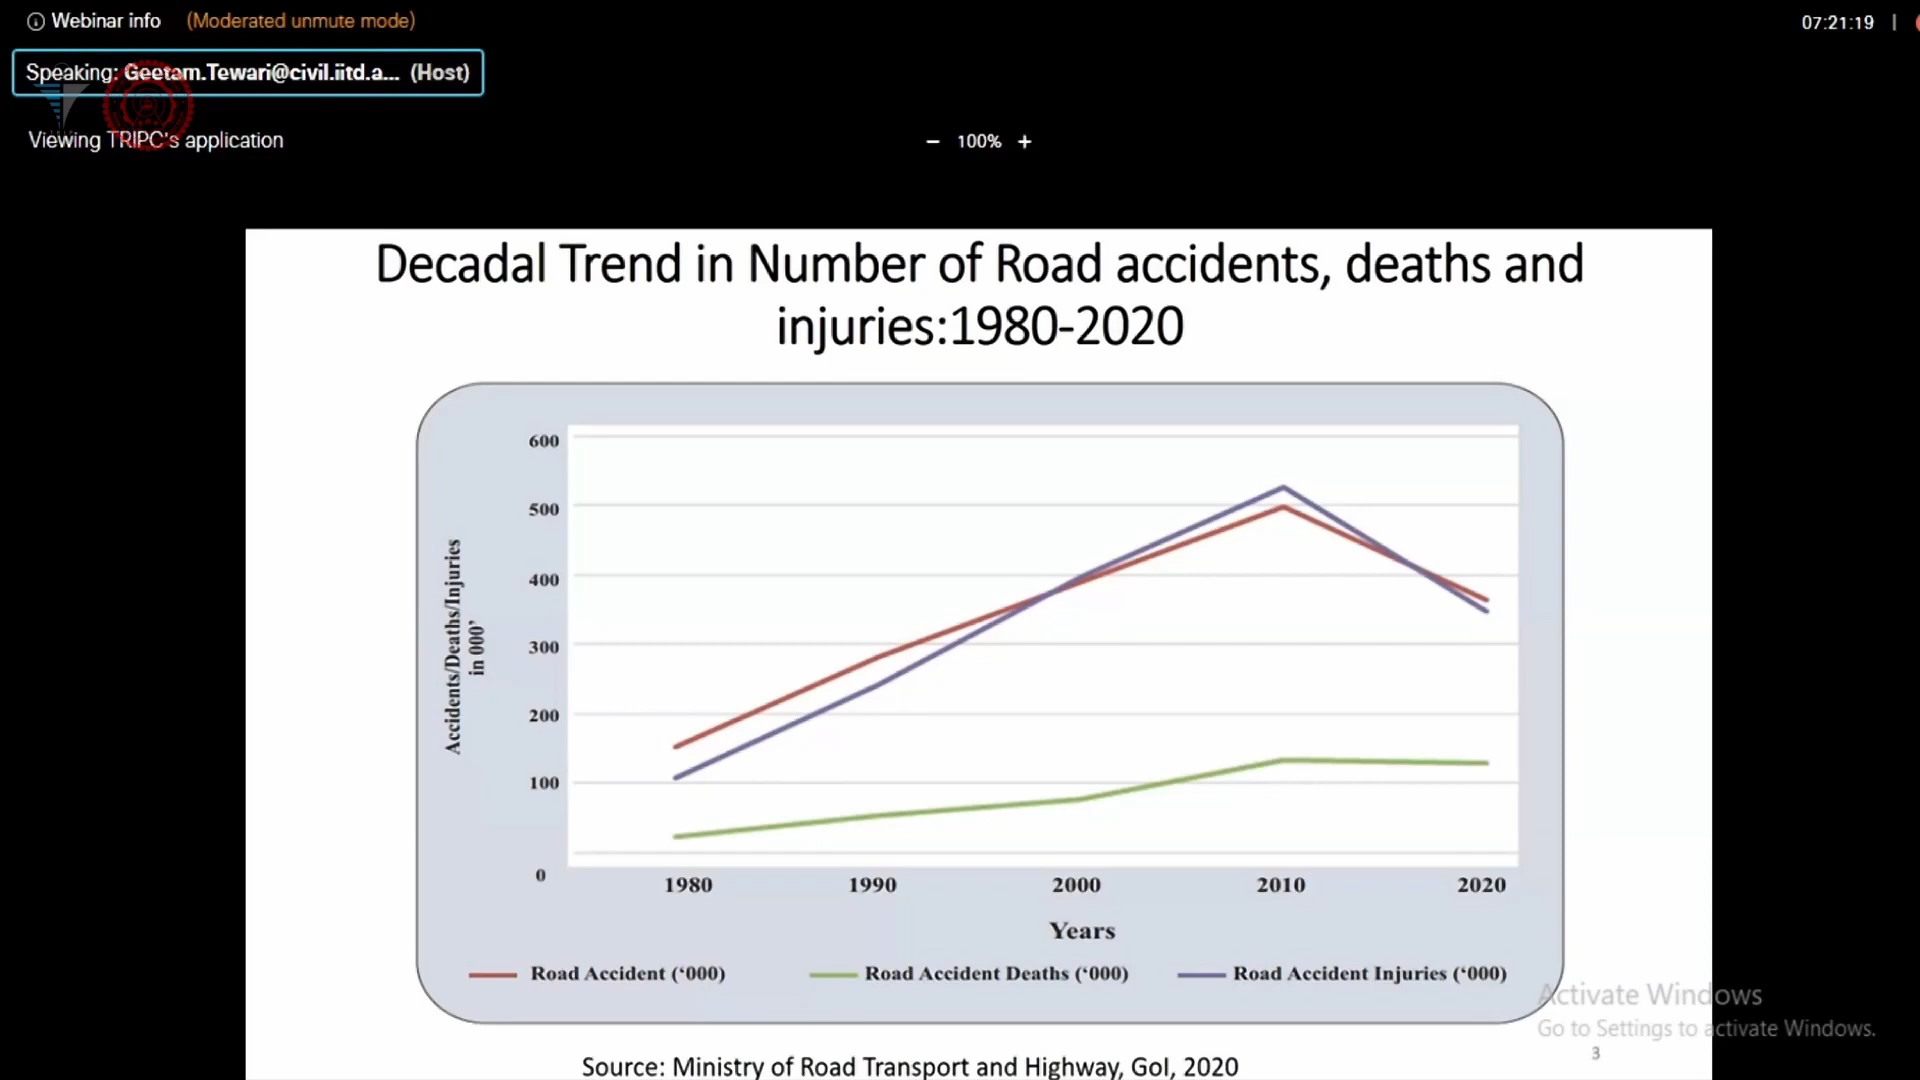 Webinar info (Moderated unmute mode) 07:21:19
Speaking: Geetam.Tewari@civil.iitd.a... (Host)
Viewing TRIPC's application
− 100% +
Decadal Trend in Number of Road accidents, deaths and
injuries:1980-2020
Accidents/Deaths/Injuries
in 000'
600
500
400
300
200
100
0
1980 1990 2000 2010 2020
Years
Road Accident (‘000) Road Accident Deaths (‘000) Road Accident Injuries (‘000)
Activate Windows
Go to Settings to activate Windows.
3
Source: Ministry of Road Transport and Highway, GoI, 2020